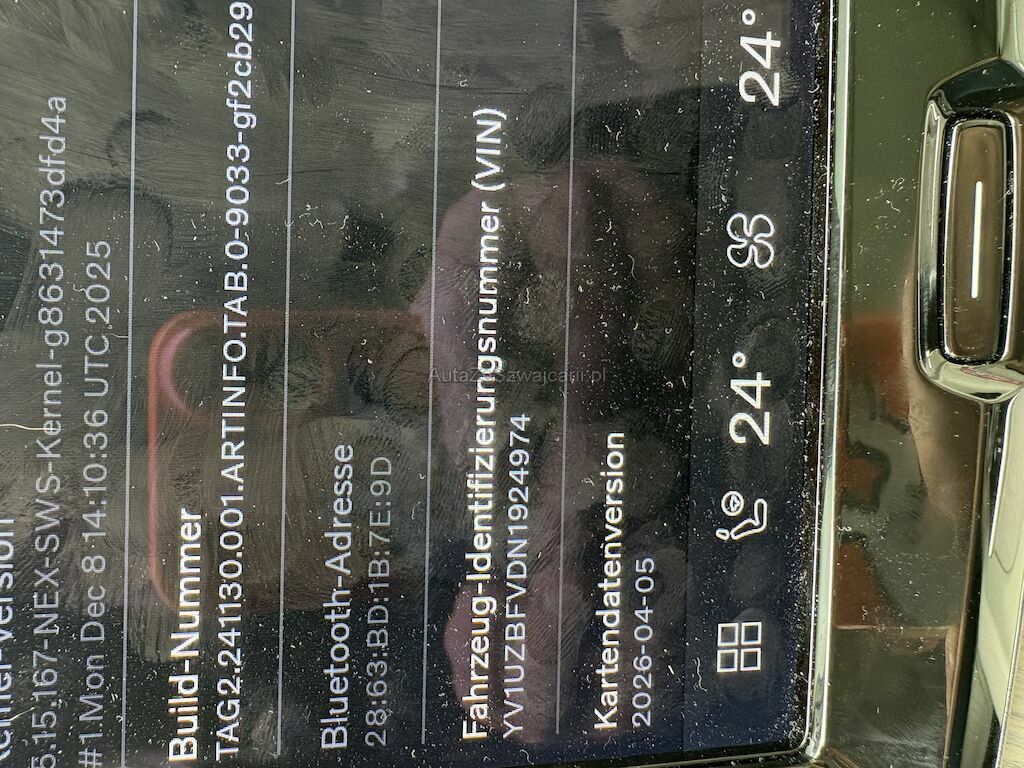 Kernel-Version
5.15.167-NEX-SWS-Kernel-g8631473dfd4a
#1 Mon Dec 8 14:10:36 UTC 2025
Build-Nummer
TAG2.241130.001.ARTINFO.TAB.0-9033-gf2cb29
Bluetooth-Adresse
28:63:BD:1B:7E:9D
Fahrzeug-Identifizierungsnummer (VIN)
YV1UZBFVDN1924974
Kartendatenversion
2026-04-05
24° 24°
AutazeSzwajcarii.pl